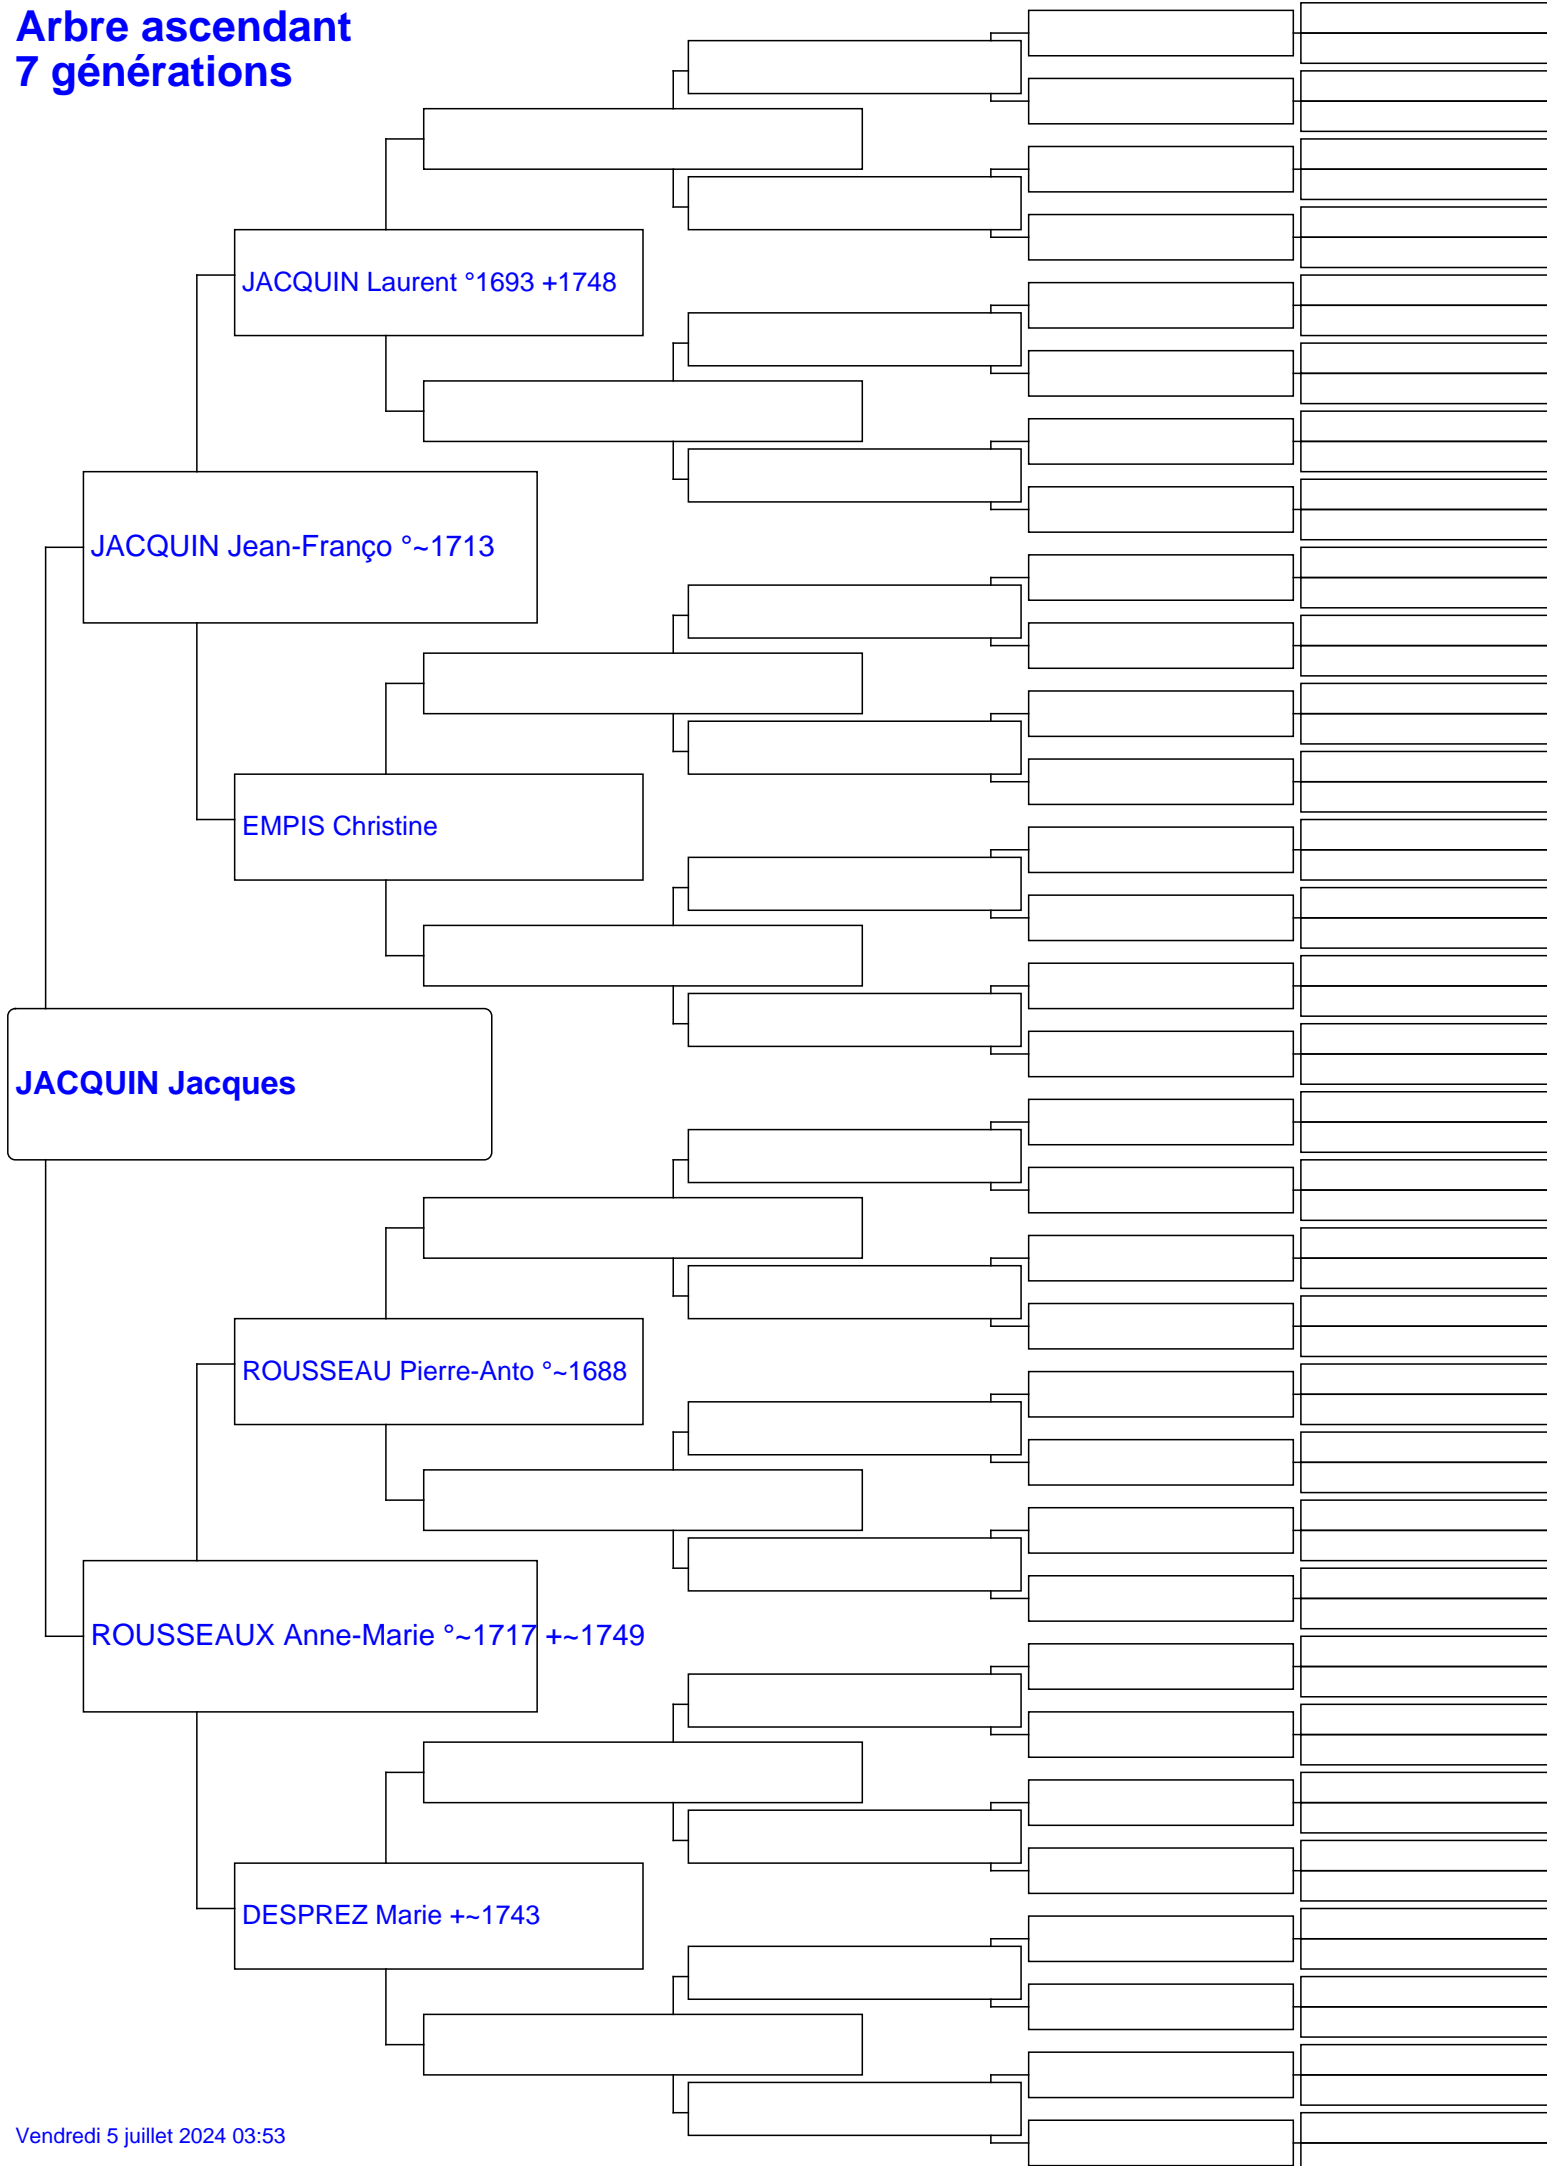 Arbre ascendant
7 générations
JACQUIN Laurent °1693 +1748
JACQUIN Jean-Franço °~1713
EMPIS Christine
JACQUIN Jacques
ROUSSEAU Pierre-Anto °~1688
ROUSSEAUX Anne-Marie °~1717 +~1749
DESPREZ Marie +~1743
Vendredi 5 juillet 2024 03:53